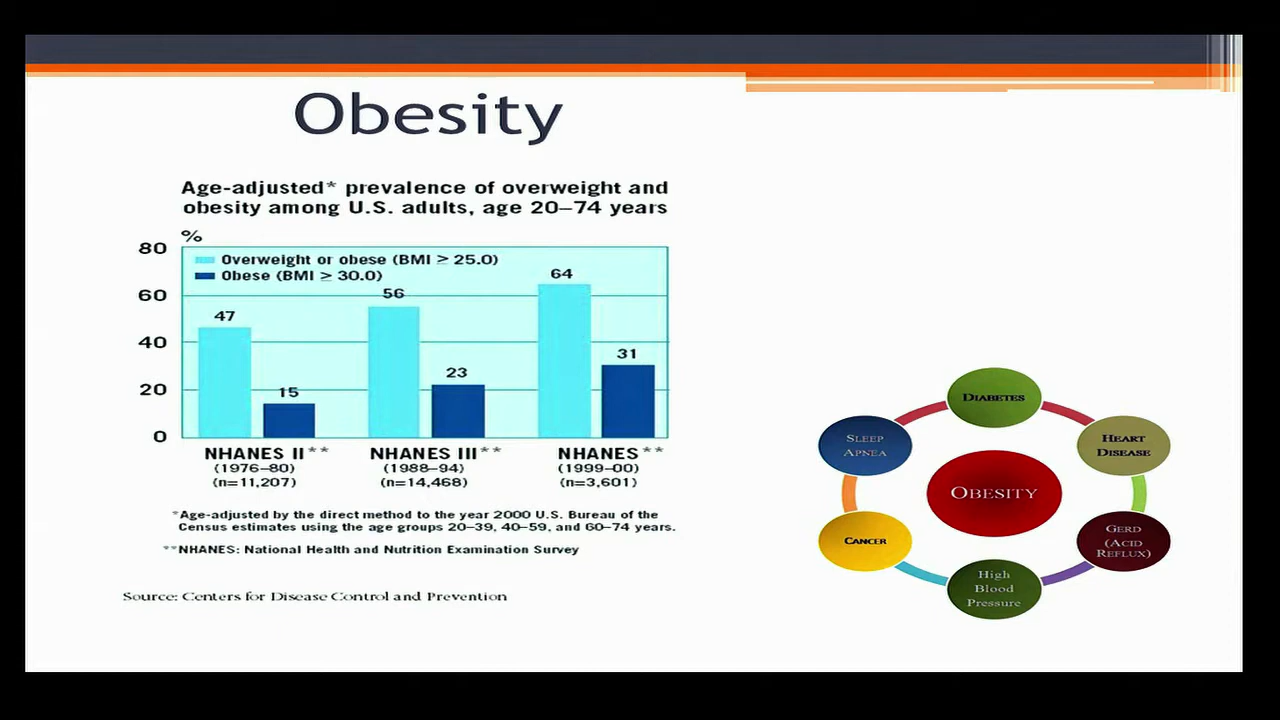 Obesity
Age-adjusted* prevalence of overweight and
obesity among U.S. adults, age 20–74 years
%
80
60
40
20
0
Overweight or obese (BMI ≥ 25.0)
Obese (BMI ≥ 30.0)
47
15
56
23
64
31
NHANES II**
(1976–80)
(n=11,207)
NHANES III**
(1988–94)
(n=14,468)
NHANES**
(1999–00)
(n=3,601)
*Age-adjusted by the direct method to the year 2000 U.S. Bureau of the
Census estimates using the age groups 20–39, 40–59, and 60–74 years.
**NHANES: National Health and Nutrition Examination Survey
Source: Centers for Disease Control and Prevention
DIABETES
HEART
DISEASE
GERD
(ACID
REFLUX)
High
Blood
Pressure
CANCER
SLEEP
APNEA
OBESITY